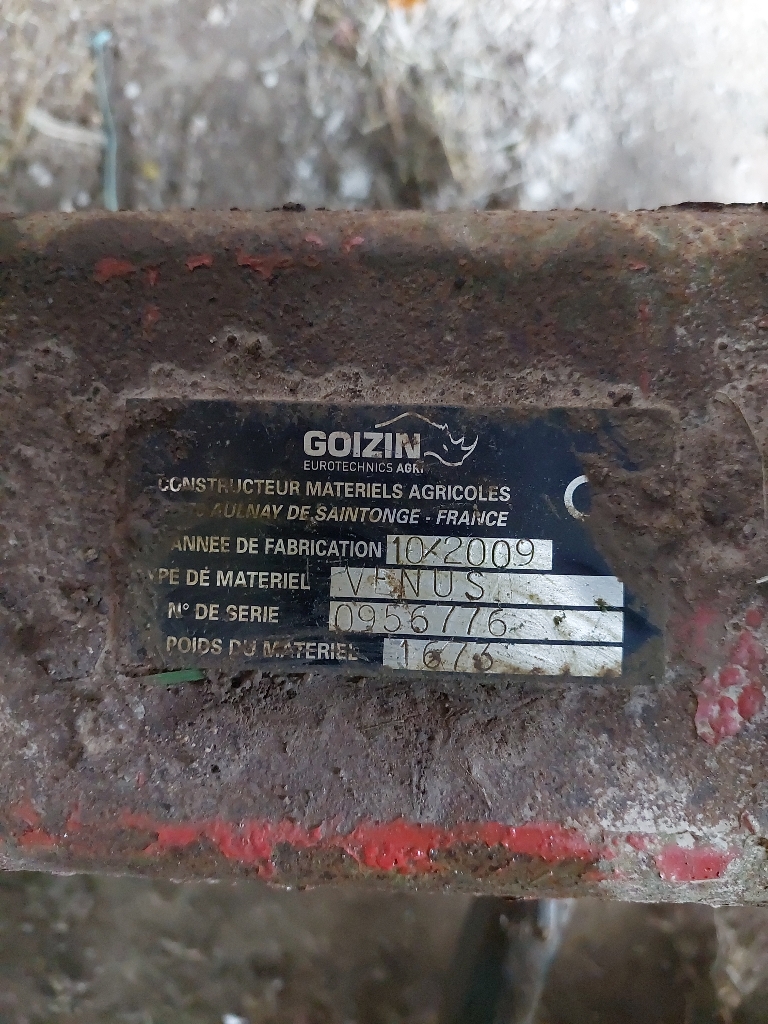 GOIZIN
EUROTECHNICS AGRI
CONSTRUCTEUR MATERIELS AGRICOLES
AULNAY DE SAINTONGE - FRANCE
ANNEE DE FABRICATION 10/2009
YPE DE MATERIEL VENUS
N° DE SERIE 0956776
POIDS DU MATERIEL 1673